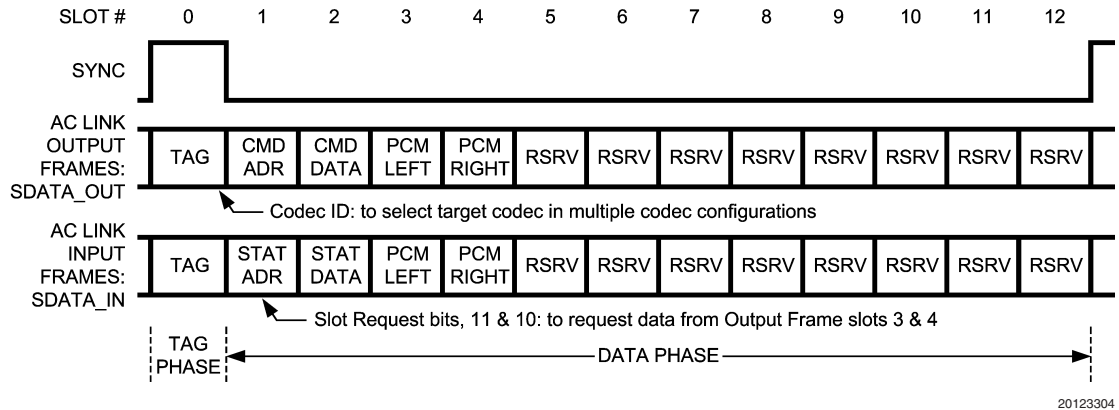 SLOT # 0 1 2 3 4 5 6 7 8 9 10 11 12
SYNC
AC LINK
OUTPUT
FRAMES:
SDATA_OUT
TAG CMD ADR CMD DATA PCM LEFT PCM RIGHT RSRV RSRV RSRV RSRV RSRV RSRV RSRV RSRV
Codec ID: to select target codec in multiple codec configurations
AC LINK
INPUT
FRAMES:
SDATA_IN
TAG STAT ADR STAT DATA PCM LEFT PCM RIGHT RSRV RSRV RSRV RSRV RSRV RSRV RSRV RSRV
Slot Request bits, 11 & 10: to request data from Output Frame slots 3 & 4
TAG
PHASE
DATA PHASE
20123304